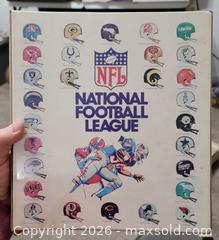 NFL
NATIONAL
FOOTBALL
LEAGUE
Copyright 2026 - maxsold.com